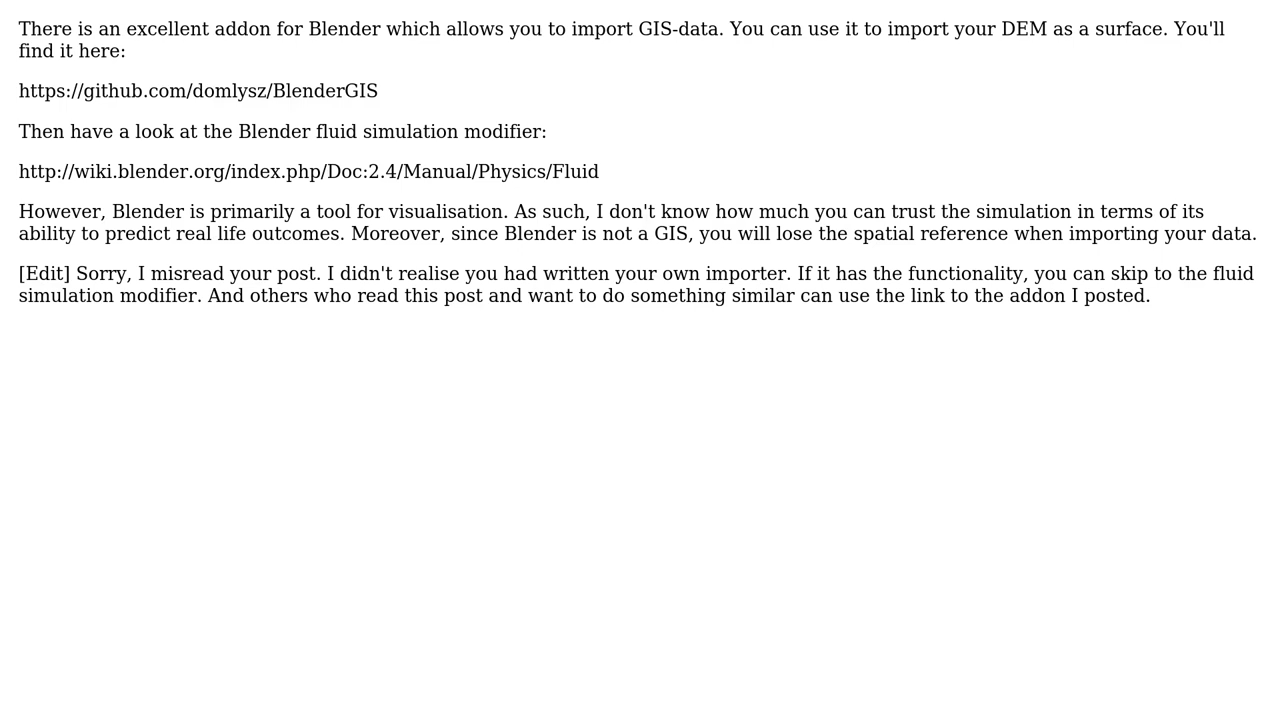 There is an excellent addon for Blender which allows you to import GIS-data. You can use it to import your DEM as a surface. You'll
find it here:
https://github.com/domlysz/BlenderGIS
Then have a look at the Blender fluid simulation modifier:
http://wiki.blender.org/index.php/Doc:2.4/Manual/Physics/Fluid
However, Blender is primarily a tool for visualisation. As such, I don't know how much you can trust the simulation in terms of its
ability to predict real life outcomes. Moreover, since Blender is not a GIS, you will lose the spatial reference when importing your data.
[Edit] Sorry, I misread your post. I didn't realise you had written your own importer. If it has the functionality, you can skip to the fluid
simulation modifier. And others who read this post and want to do something similar can use the link to the addon I posted.